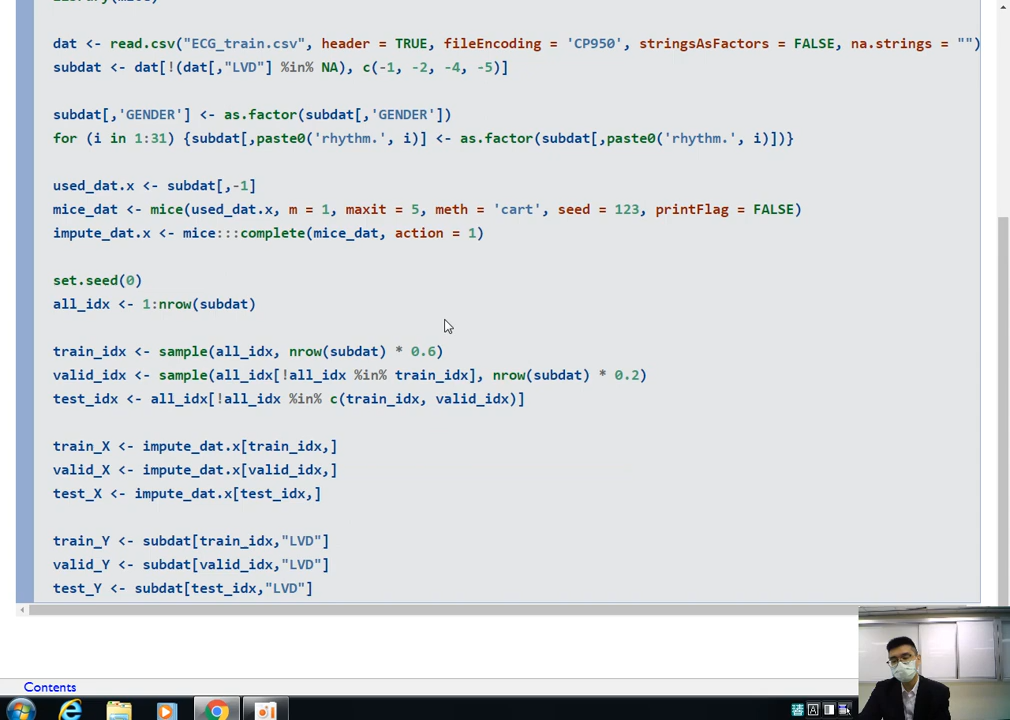 dat <- read.csv("ECG_train.csv", header = TRUE, fileEncoding = 'CP950', stringsAsFactors = FALSE, na.strings = "")
subdat <- dat[!(dat[,"LVD"] %in% NA), c(-1, -2, -4, -5)]
subdat[,'GENDER'] <- as.factor(subdat[,'GENDER'])
for (i in 1:31) {subdat[,paste0('rhythm.', i)] <- as.factor(subdat[,paste0('rhythm.', i)])}
used_dat.x <- subdat[,-1]
mice_dat <- mice(used_dat.x, m = 1, maxit = 5, meth = 'cart', seed = 123, printFlag = FALSE)
impute_dat.x <- mice:::complete(mice_dat, action = 1)
set.seed(0)
all_idx <- 1:nrow(subdat)
train_idx <- sample(all_idx, nrow(subdat) * 0.6)
valid_idx <- sample(all_idx[!all_idx %in% train_idx], nrow(subdat) * 0.2)
test_idx <- all_idx[!all_idx %in% c(train_idx, valid_idx)]
train_X <- impute_dat.x[train_idx,]
valid_X <- impute_dat.x[valid_idx,]
test_X <- impute_dat.x[test_idx,]
train_Y <- subdat[train_idx,"LVD"]
valid_Y <- subdat[valid_idx,"LVD"]
test_Y <- subdat[test_idx,"LVD"]
Contents